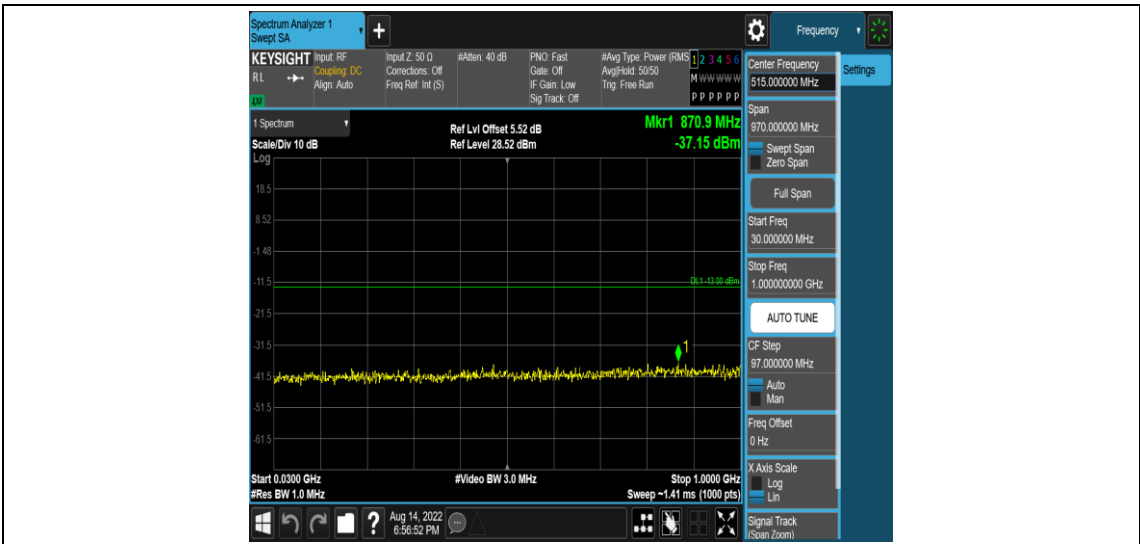 Spectrum Analyzer 1
Swept SA
+
Frequency
KEYSIGHT
Input: RF
Input Z: 50 Ω
#Atten: 40 dB
PNO: Fast
#Avg Type: Power (RMS
1 2 3 4 5 6
RL
Coupling: DC
Corrections: Off
Gate: Off
Avg|Hold: 50/50
M W W W W W
Align: Auto
Freq Ref: Int (S)
IF Gain: Low
Trig: Free Run
Sig Track: Off
P P P P P P
1 Spectrum
Ref Lvl Offset 5.52 dB
Mkr1 870.9 MHz
Scale/Div 10 dB
Ref Level 28.52 dBm
-37.15 dBm
Log
18.5
8.52
-1.48
-11.5
DL1 -13.00 dBm
-21.5
-31.5
1
-41.5
-51.5
-61.5
Start 0.0300 GHz
#Video BW 3.0 MHz
Stop 1.0000 GHz
#Res BW 1.0 MHz
Sweep ~1.41 ms (1000 pts)
Center Frequency
Settings
515.000000 MHz
Span
970.000000 MHz
Swept Span
Zero Span
Full Span
Start Freq
30.000000 MHz
Stop Freq
1.000000000 GHz
AUTO TUNE
CF Step
97.000000 MHz
Auto
Man
Freq Offset
0 Hz
X Axis Scale
Log
Lin
Signal Track
(Span Zoom)
?
Aug 14, 2022
6:56:52 PM